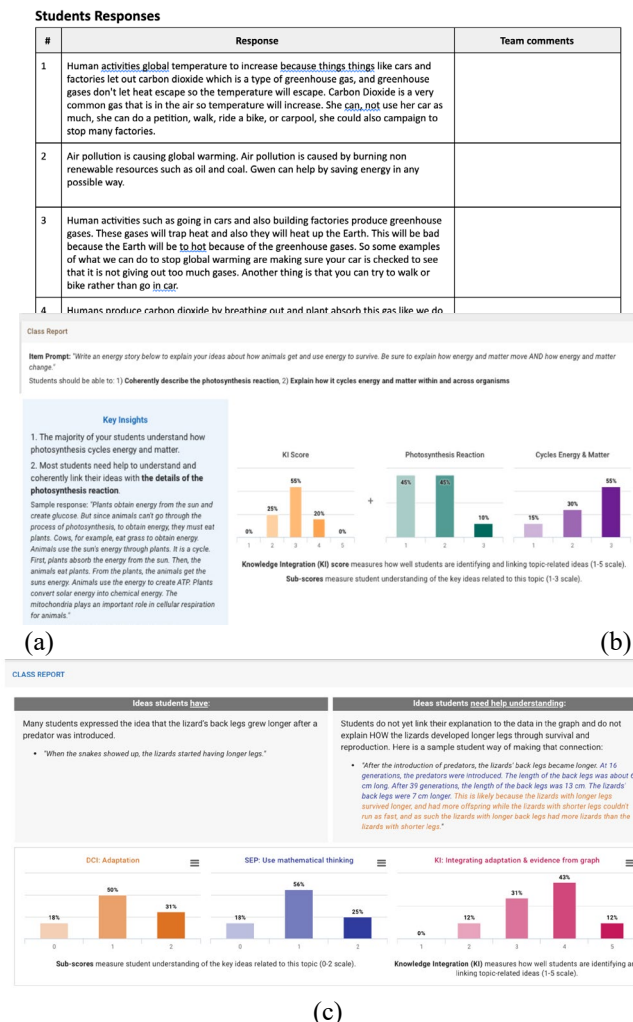 Students Responses
# Response Team comments
1 Human activities global temperature to increase because things things like cars and
factories let out carbon dioxide which is a type of greenhouse gas, and greenhouse
gases don't let heat escape so the temperature will escape. Carbon Dioxide is a very
common gas that is in the air so temperature will increase. She can, not use her car as
much, she can do a petition, walk, ride a bike, or carpool, she could also campaign to
stop many factories.
2 Air pollution is causing global warming. Air pollution is caused by burning non
renewable resources such as oil and coal. Gwen can help by saving energy in any
possible way.
3 Human activities such as going in cars and also building factories produce greenhouse
gases. These gases will trap heat and also they will heat up the Earth. This will be bad
because the Earth will be to hot because of the greenhouse gases. So some examples
of what we can do to stop global warming are making sure your car is checked to see
that it is not giving out too much gases. Another thing is that you can try to walk or
bike rather than go in car.
4 Humans produce carbon dioxide by breathing out and plant absorb this gas like we do
Class Report
Item Prompt: "Write an energy story below to explain your ideas about how animals get and use energy to survive. Be sure to explain how energy and matter move AND how energy and matter
change."
Students should be able to: 1) Coherently describe the photosynthesis reaction, 2) Explain how it cycles energy and matter within and across organisms
Key Insights
1. The majority of your students understand how
photosynthesis cycles energy and matter.
2. Most students need help to understand and
coherently link their ideas with the details of the
photosynthesis reaction.
Sample response: "Plants obtain energy from the sun and
create glucose. But since animals can't go through the
process of photosynthesis, to obtain energy, they must eat
plants. Cows, for example, eat grass to obtain energy.
Animals use the sun's energy through plants. It is a cycle.
First, plants absorb the energy from the sun. Then, the
animals eat plants. From the plants, the animals get the
suns energy. Animals use the energy to create ATP. Plants
convert solar energy into chemical energy. The
mitochondria plays an important role in cellular respiration
for animals."
KI Score
0% 25% 55% 20% 0%
1 2 3 4 5
+
Photosynthesis Reaction
45% 45% 10%
1 2 3
Cycles Energy & Matter
15% 30% 55%
1 2 3
Knowledge Integration (KI) score measures how well students are identifying and linking topic-related ideas (1-5 scale).
Sub-scores measure student understanding of the key ideas related to this topic (1-3 scale).
(a) (b)
CLASS REPORT
Ideas students have:
Many students expressed the idea that the lizard's back legs grew longer after a
predator was introduced.
• "When the snakes showed up, the lizards started having longer legs."
Ideas students need help understanding:
Students do not yet link their explanation to the data in the graph and do not
explain HOW the lizards developed longer legs through survival and
reproduction. Here is a sample student way of making that connection:
• "After the introduction of predators, the lizards' back legs became longer. At 16
generations, the predators were introduced. The length of the back legs was about 6
cm long. After 39 generations, the length of the back legs was 13 cm. The lizards'
back legs were 7 cm longer. This is likely because the lizards with longer legs
survived longer, and had more offspring while the lizards with shorter legs couldn't
run as fast, and as such the lizards with longer back legs had more lizards than the
lizards with shorter legs."
DCI: Adaptation
18% 50% 31%
0 1 2
SEP: Use mathematical thinking
18% 56% 25%
0 1 2
KI: Integrating adaptation & evidence from graph
0% 12% 31% 43% 12%
1 2 3 4 5
Sub-scores measure student understanding of the key ideas related to this topic (0-2 scale).
Knowledge Integration (KI) measures how well students are identifying
linking topic-related ideas (1-5 scale).
(c)